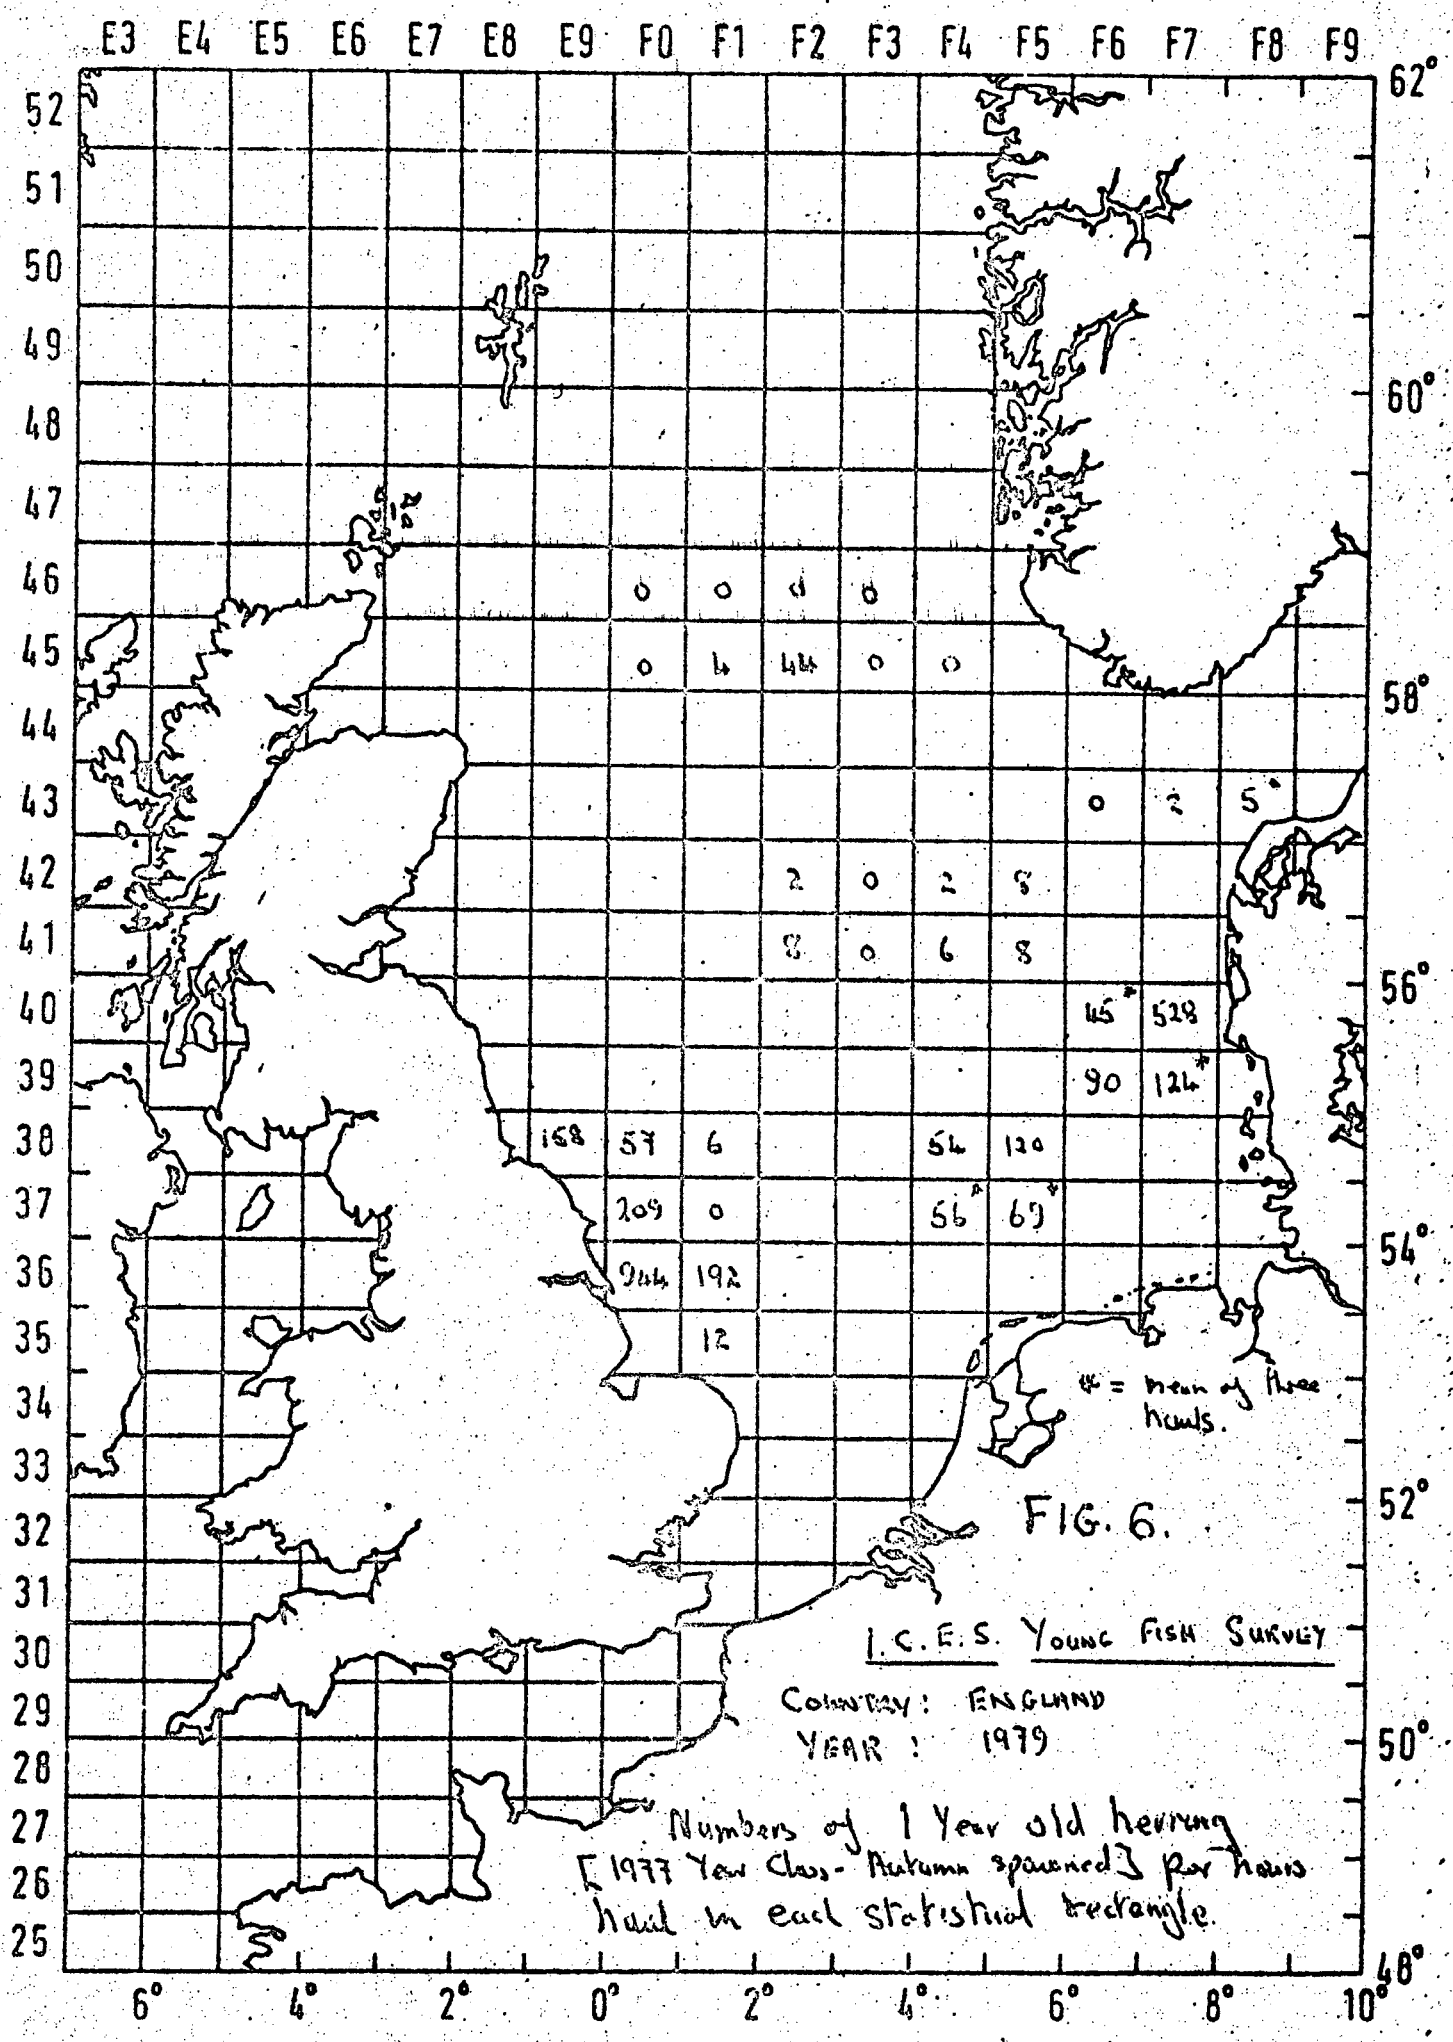 E3 E4 E5 E6 E7 E8 E9 F0 F1 F2 F3 F4 F5 F6 F7 F8 F9
62°
52
51
50
49
60°
48
47
46 0 0 0 0
45 0 4 44 0 0
58°
44
43 0 2 5*
42 2 0 2 8
41 8 0 6 8
56°
40 45* 528
39 90 124*
38 158 57 6 54 120
37 209 0 56* 69*
54°
36 944 192
35 12
* = mean of three
hauls.
34
33
52°
32 FIG. 6.
31
I.C.E.S. YOUNG FISH SURVEY
30
COUNTRY: ENGLAND
29
YEAR : 1979
50°
28
Numbers of 1 Year old herring
27
[1977 Year Class - Autumn spawned] per hours
26
haul in each statistical rectangle.
25
48°
6° 4° 2° 0° 2° 4° 6° 8° 10°